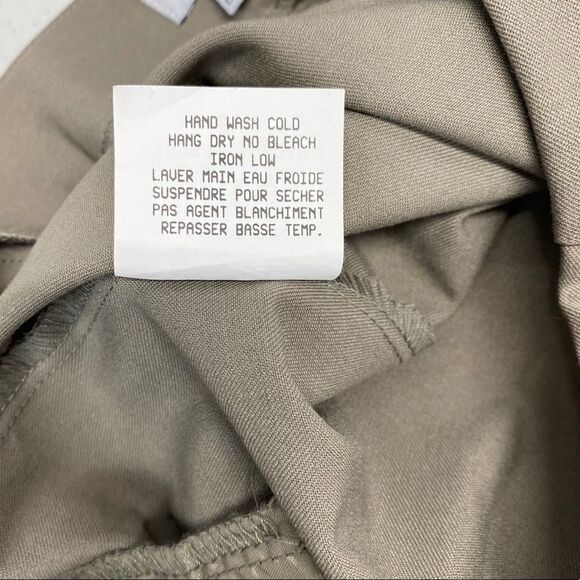 HAND WASH COLD
HANG DRY NO BLEACH
IRON LOW
LAVER MAIN EAU FROIDE
SUSPENDRE POUR SECHER
PAS AGENT BLANCHIMENT
REPASSER BASSE TEMP.